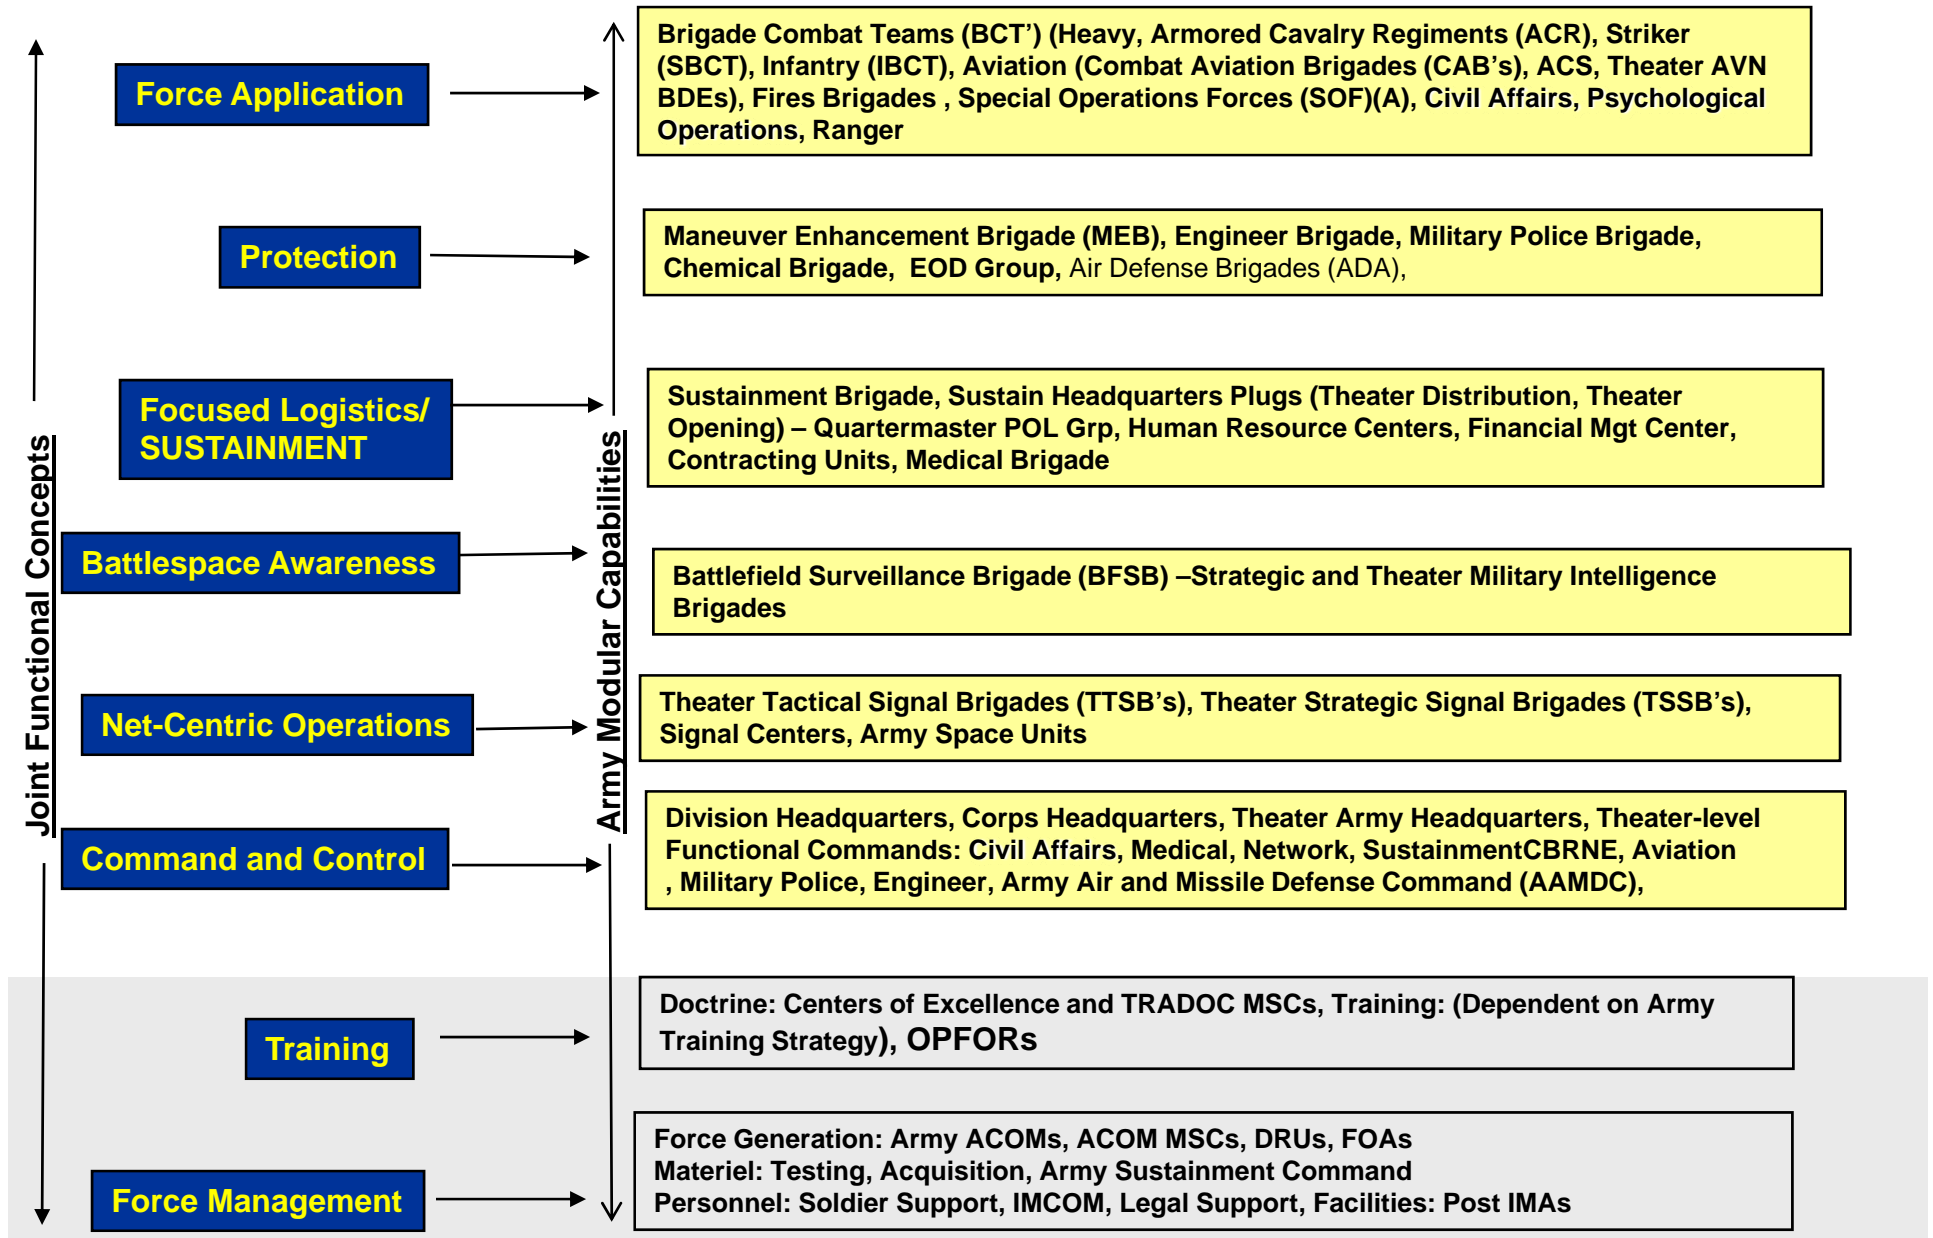 Joint Functional Concepts
Army Modular Capabilities
Force Application
Brigade Combat Teams (BCT’) (Heavy, Armored Cavalry Regiments (ACR), Striker
(SBCT), Infantry (IBCT), Aviation (Combat Aviation Brigades (CAB’s), ACS, Theater AVN
BDEs), Fires Brigades , Special Operations Forces (SOF)(A), Civil Affairs, Psychological
Operations, Ranger
Protection
Maneuver Enhancement Brigade (MEB), Engineer Brigade, Military Police Brigade,
Chemical Brigade,  EOD Group, Air Defense Brigades (ADA),
Focused Logistics/
SUSTAINMENT
Sustainment Brigade, Sustain Headquarters Plugs (Theater Distribution, Theater
Opening) – Quartermaster POL Grp, Human Resource Centers, Financial Mgt Center,
Contracting Units, Medical Brigade
Battlespace Awareness
Battlefield Surveillance Brigade (BFSB) –Strategic and Theater Military Intelligence
Brigades
Net-Centric Operations
Theater Tactical Signal Brigades (TTSB’s), Theater Strategic Signal Brigades (TSSB’s),
Signal Centers, Army Space Units
Command and Control
Division Headquarters, Corps Headquarters, Theater Army Headquarters, Theater-level
Functional Commands: Civil Affairs, Medical, Network, SustainmentCBRNE, Aviation
, Military Police, Engineer, Army Air and Missile Defense Command (AAMDC),
Training
Doctrine: Centers of Excellence and TRADOC MSCs, Training: (Dependent on Army
Training Strategy), OPFORs
Force Management
Force Generation: Army ACOMs, ACOM MSCs, DRUs, FOAs
Materiel: Testing, Acquisition, Army Sustainment Command
Personnel: Soldier Support, IMCOM, Legal Support, Facilities: Post IMAs